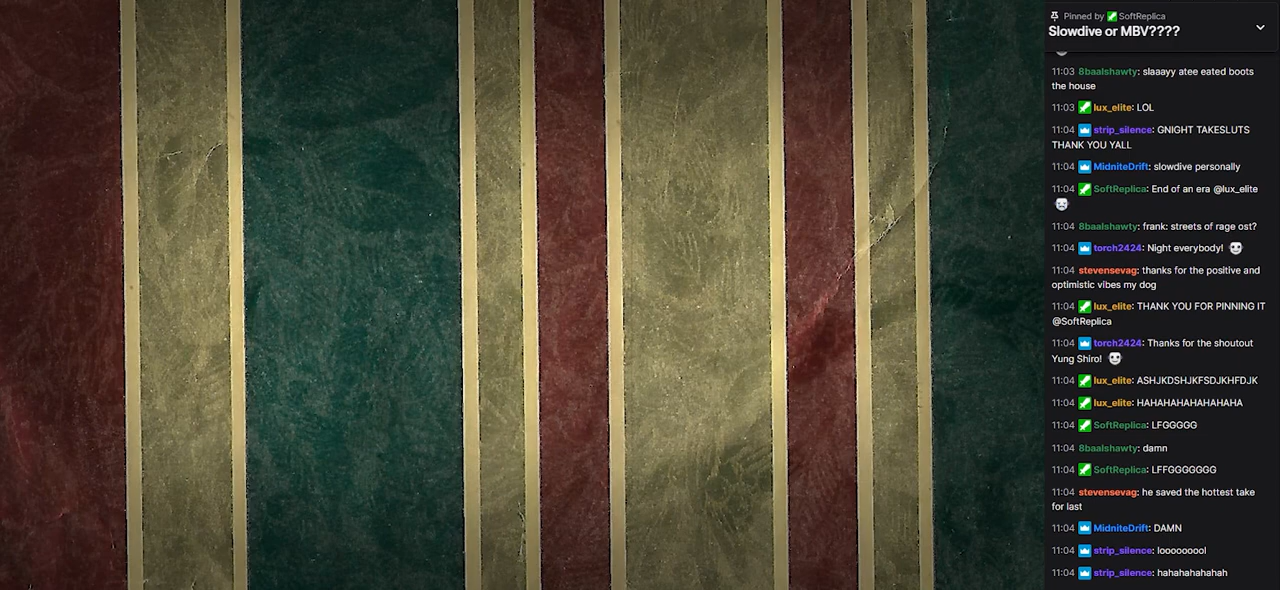 Pinned by SoftReplica
Slowdive or MBV????
11:03 8baalshawty: slaaayy atee eated boots
the house
11:03 lux_elite: LOL
11:04 strip_silence: GNIGHT TAKESLUTS
THANK YOU YALL
11:04 MidniteDrift: slowdive personally
11:04 SoftReplica: End of an era @lux_elite
11:04 8baalshawty: frank: streets of rage ost?
11:04 torch2424: Night everybody!
11:04 stevensevag: thanks for the positive and
optimistic vibes my dog
11:04 lux_elite: THANK YOU FOR PINNING IT
@SoftReplica
11:04 torch2424: Thanks for the shoutout
Yung Shiro!
11:04 lux_elite: ASHJKDSHJKFSDJKHFDJK
11:04 lux_elite: HAHAHAHAHAHAHAHA
11:04 SoftReplica: LFGGGGG
11:04 8baalshawty: damn
11:04 SoftReplica: LFFGGGGGGG
11:04 stevensevag: he saved the hottest take
for last
11:04 MidniteDrift: DAMN
11:04 strip_silence: looooooool
11:04 strip_silence: hahahahahahah